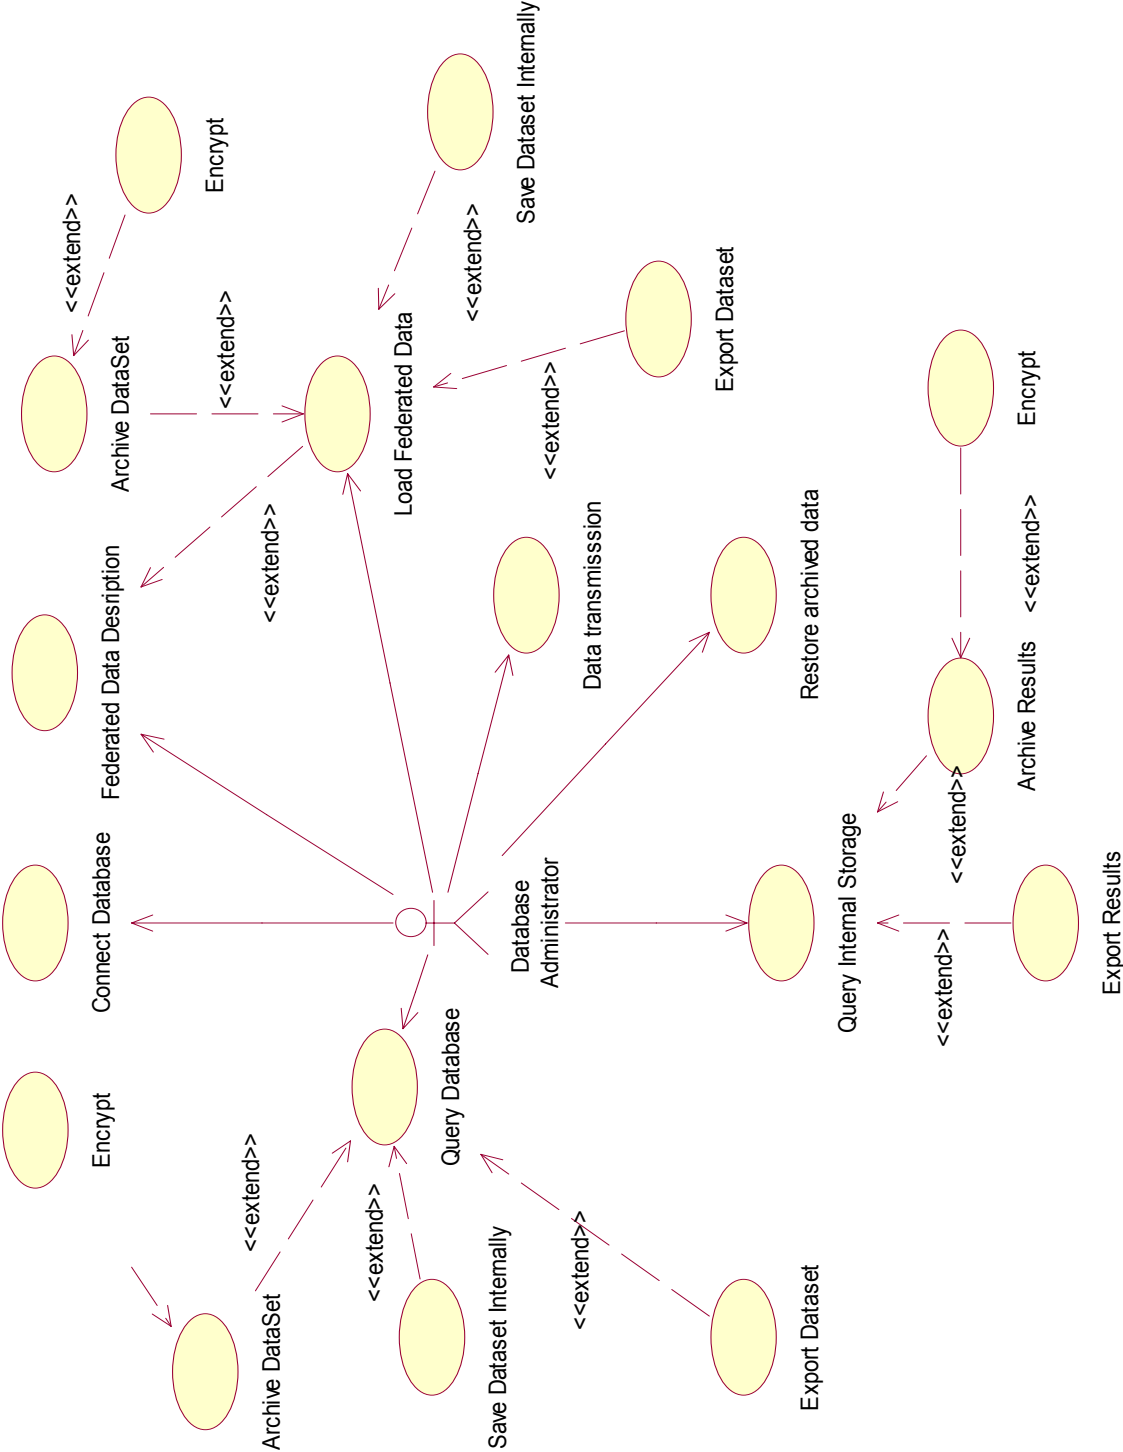 <<extend>>
Encrypt
Connect Database
Federated Data Desription
Archive DataSet
Encrypt
<<extend>>
<<extend>>
Archive DataSet
<<extend>>
<<extend>>
Load Federated Data
Query Database
<<extend>>
Save Dataset Internally
Database
Administrator
Save Dataset Internally
<<extend>>
<<extend>>
Data transmisssion
Export Dataset
Export Dataset
Restore archived data
Query Internal Storage
<<extend>>
<<extend>>
Archive Results
<<extend>>
Encrypt
Export Results